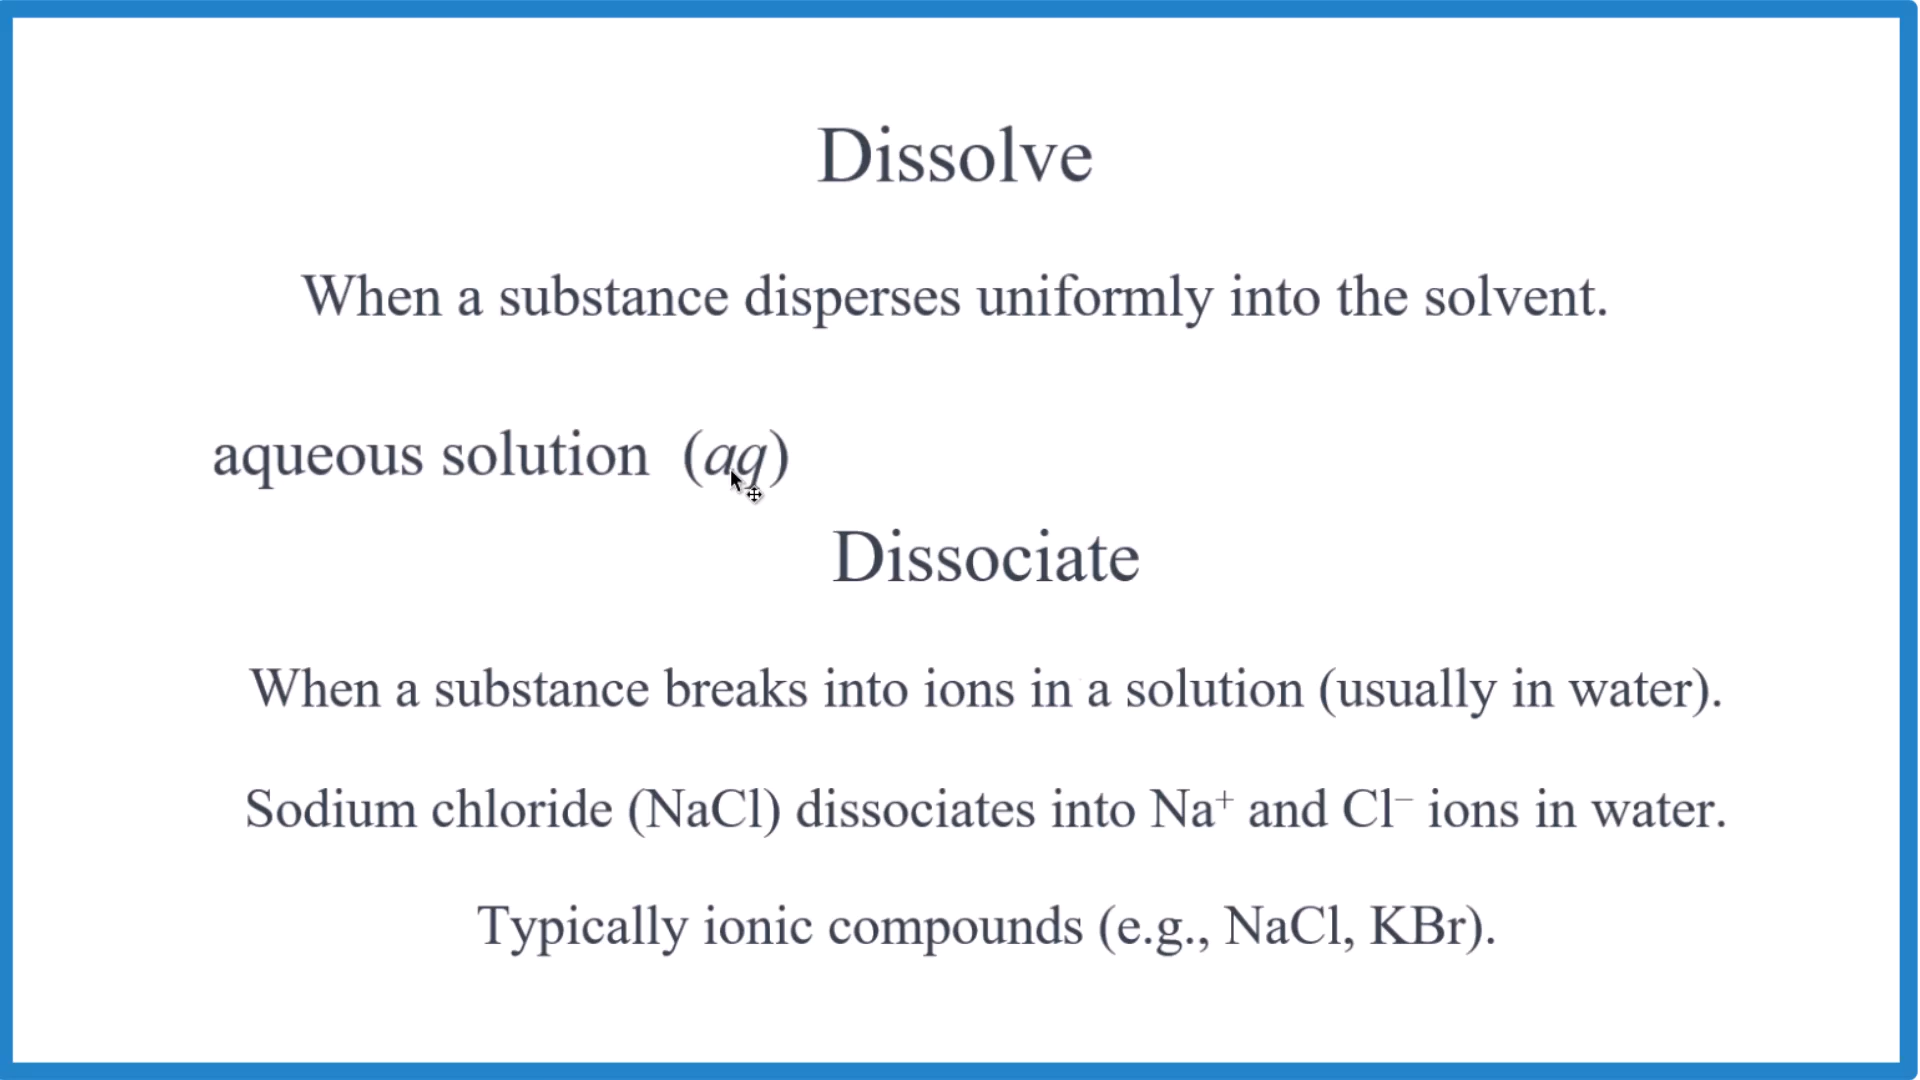 Dissolve
When a substance disperses uniformly into the solvent.
aqueous solution (aq)
Dissociate
When a substance breaks into ions in a solution (usually in water).
Sodium chloride (NaCl) dissociates into Na⁺ and Cl⁻ ions in water.
Typically ionic compounds (e.g., NaCl, KBr).